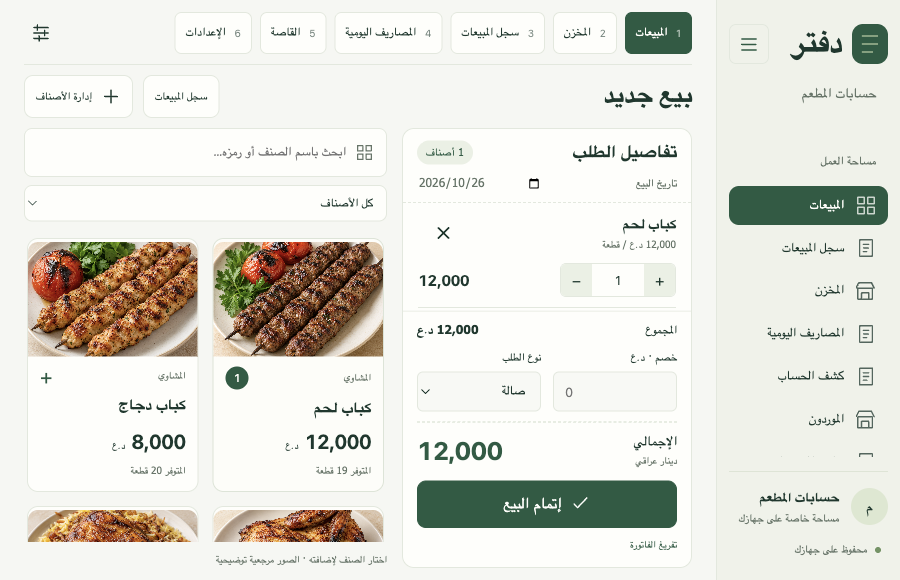 دفتر
حسابات المطعم
مساحة العمل
المبيعات
سجل المبيعات
المخزن
المصاريف اليومية
كشف الحساب
الموردون
م
حسابات المطعم
مساحة خاصة على جهازك
محفوظ على جهازك
1 المبيعات
2 المخزن
3 سجل المبيعات
4 المصاريف اليومية
5 القاصة
6 الإعدادات
بيع جديد
سجل المبيعات
إدارة الأصناف
تفاصيل الطلب
1 أصناف
تاريخ البيع
2026/10/26
كباب لحم
12,000 د.ع / قطعة
+ 1 −
12,000
المجموع
12,000 د.ع
خصم · د.ع
نوع الطلب
0
صالة
الإجمالي
12,000
دينار عراقي
إتمام البيع
تفريغ الفاتورة
ابحث باسم الصنف أو رمزه...
كل الأصناف
المشاوي
1
كباب لحم
12,000 د.ع
المتوفر 19 قطعة
المشاوي
+
كباب دجاج
8,000 د.ع
المتوفر 20 قطعة
اختار الصنف لإضافته · الصور مرجعية توضيحية